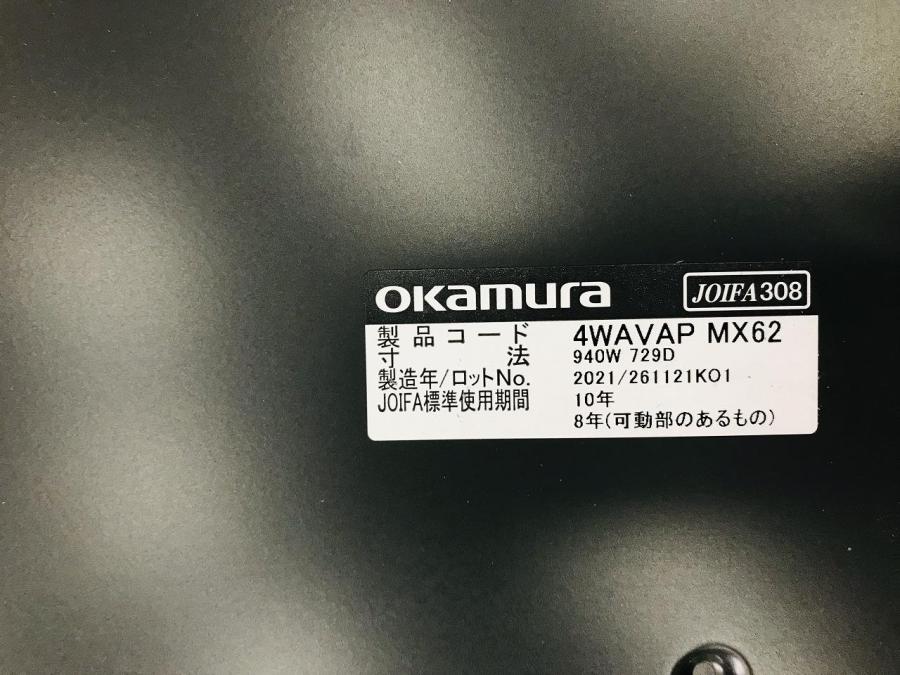 okamura JOIFA308
製品コード 4WAVAP MX62
寸法 940W 729D
製造年/ロットNo. 2021/261121K01
JOIFA標準使用期間 10年
8年(可動部のあるもの)